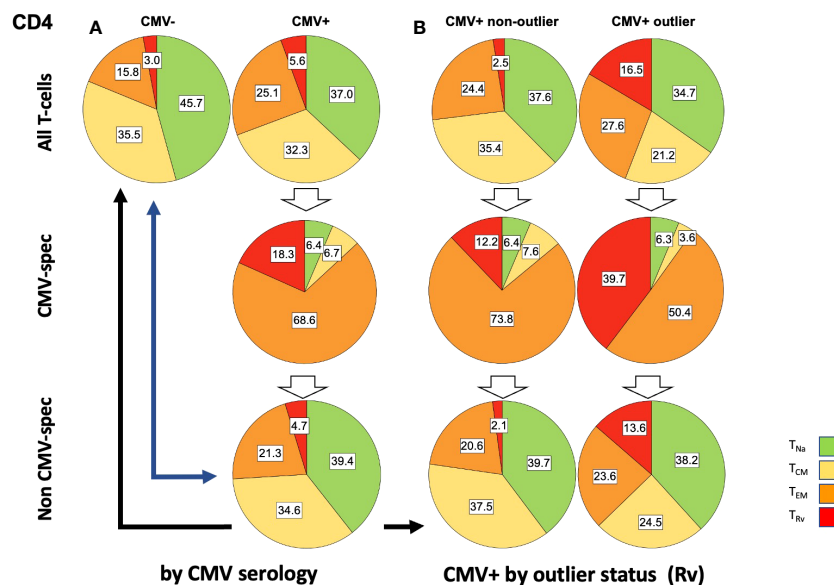 CD4
A
CMV-
CMV+
B
CMV+ non-outlier
CMV+ outlier
All T-cells
3.0
15.8
45.7
35.5
5.6
25.1
37.0
32.3
2.5
24.4
37.6
35.4
16.5
34.7
27.6
21.2
CMV-spec
18.3
6.4
6.7
68.6
12.2
6.4
7.6
73.8
6.3
3.6
39.7
50.4
Non CMV-spec
4.7
21.3
39.4
34.6
2.1
20.6
39.7
37.5
13.6
23.6
38.2
24.5
TNa
TCM
TEM
TRv
by CMV serology
CMV+ by outlier status (Rv)